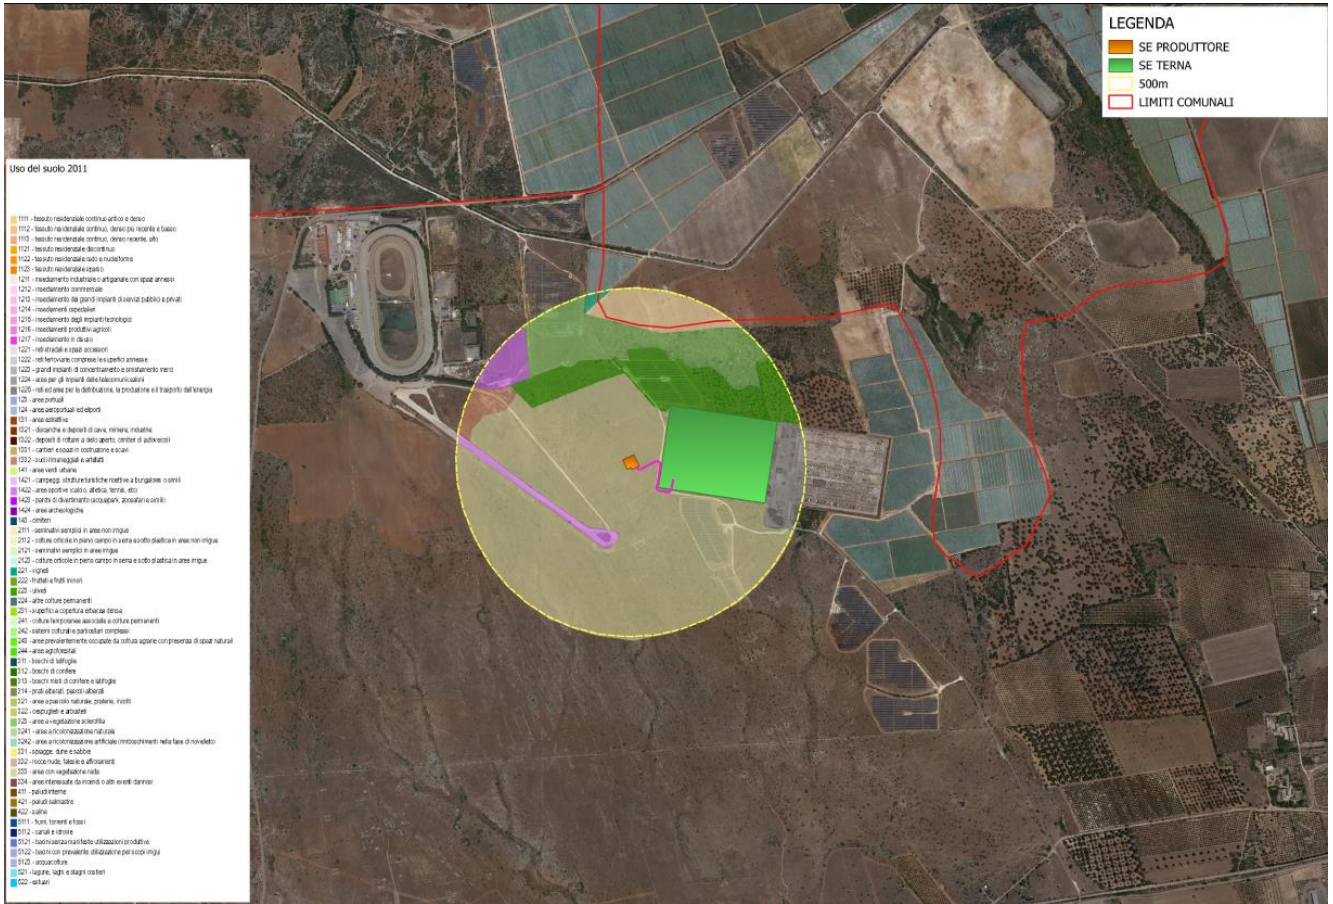 LEGENDA
SE PRODUTTORE
SE TERNA
500m
LIMITI COMUNALI
Uso del suolo 2011
1111 - tessuto residenziale continuo antico e denso
1112 - tessuto residenziale continuo, denso più recente e basso
1113 - tessuto residenziale continuo, denso recente, alto
1121 - tessuto residenziale discontinuo
1122 - tessuto residenziale rado e nucleiforme
1123 - tessuto residenziale sparso
1211 - insediamento industriale o artigianale con spazi annessi
1212 - insediamento commerciale
1213 - insediamento dei grandi impianti di servizi pubblici e privati
1214 - insediamenti ospedalieri
1215 - insediamento degli impianti tecnologici
1216 - insediamenti produttivi agricoli
1217 - insediamento in disuso
1221 - reti stradali e spazi accessori
1222 - reti ferroviarie comprese le superfici annesse
1223 - grandi impianti di concentramento e smistamento merci
1224 - aree per gli impianti delle telecomunicazioni
1225 - reti ed aree per la distribuzione, la produzione e il trasporto dell'energia
123 - aree portuali
124 - aree aeroportuali ed eliporti
131 - aree estrattive
1321 - discariche e depositi di cave, miniere, industrie
1322 - depositi di rottami a cielo aperto, cimiteri di autoveicoli
1331 - cantieri e spazi in costruzione e scavi
1332 - suoli rimaneggiati e artefatti
141 - aree verdi urbane
1421 - campeggi, strutture turistiche ricettive a bungalows o simili
1422 - aree sportive (calcio, atletica, tennis, etc)
1423 - parchi di divertimento (acquapark, zoosafari e simili)
1424 - aree archeologiche
143 - cimiteri
2111 - seminativi semplici in aree non irrigue
2112 - colture orticole in pieno campo in serra e sotto plastica in aree non irrigue
2121 - seminativi semplici in aree irrigue
2123 - colture orticole in pieno campo in serra e sotto plastica in aree irrigue
221 - vigneti
222 - frutteti e frutti minori
223 - uliveti
224 - altre colture permanenti
231 - superfici a copertura erbacea densa
241 - colture temporanee associate a colture permanenti
242 - sistemi colturali e particellari complessi
243 - aree prevalentemente occupate da coltura agrarie con presenza di spazi naturali
244 - aree agroforestali
311 - boschi di latifoglie
312 - boschi di conifere
313 - boschi misti di conifere e latifoglie
314 - prati alberati, pascoli alberati
321 - aree a pascolo naturale, praterie, incolti
322 - cespuglieti e arbusteti
323 - aree a vegetazione sclerofilla
3241 - aree a ricolonizzazione naturale
3242 - aree a ricolonizzazione artificiale (rimboschimenti nella fase di novelleto)
331 - spiagge, dune e sabbie
332 - rocce nude, falesie e affioramenti
333 - aree con vegetazione rada
334 - aree interessate da incendi o altri eventi dannosi
411 - paludi interne
421 - paludi salmastre
422 - saline
5111 - fiumi, torrenti e fossi
5112 - canali e idrovie
5121 - bacini senza manifeste utilizzazioni produttive
5122 - bacini con prevalente utilizzazione per scopi irrigui
5123 - acquacolture
521 - lagune, laghi e stagni costieri
522 - estuari